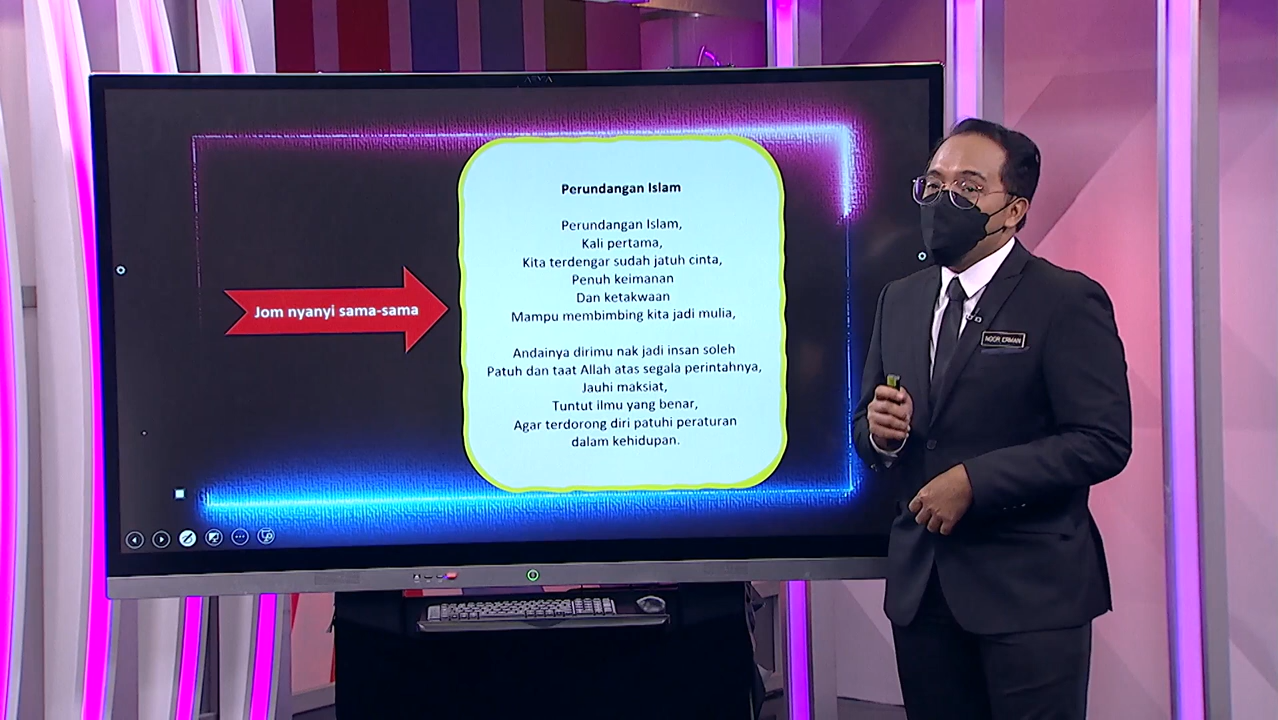 Perundangan Islam
Perundangan Islam,
Kali pertama,
Kita terdengar sudah jatuh cinta,
Penuh keimanan
Dan ketakwaan
Mampu membimbing kita jadi mulia,
Andainya dirimu nak jadi insan soleh
Patuh dan taat Allah atas segala perintahnya,
Jauhi maksiat,
Tuntut ilmu yang benar,
Agar terdorong diri patuhi peraturan
dalam kehidupan.
Jom nyanyi sama-sama
NOOR ERMAN